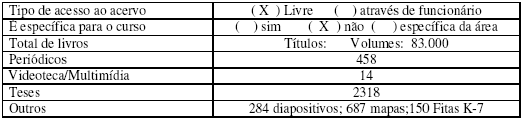 Tipo de acesso ao acervo ( X ) Livre ( ) através de funcionário
É específica para o curso ( ) sim ( X ) não ( ) específica da área
Total de livros Títulos: Volumes: 83.000
Periódicos 458
Videoteca/Multimídia 14
Teses 2318
Outros 284 diapositivos; 687 mapas;150 Fitas K-7